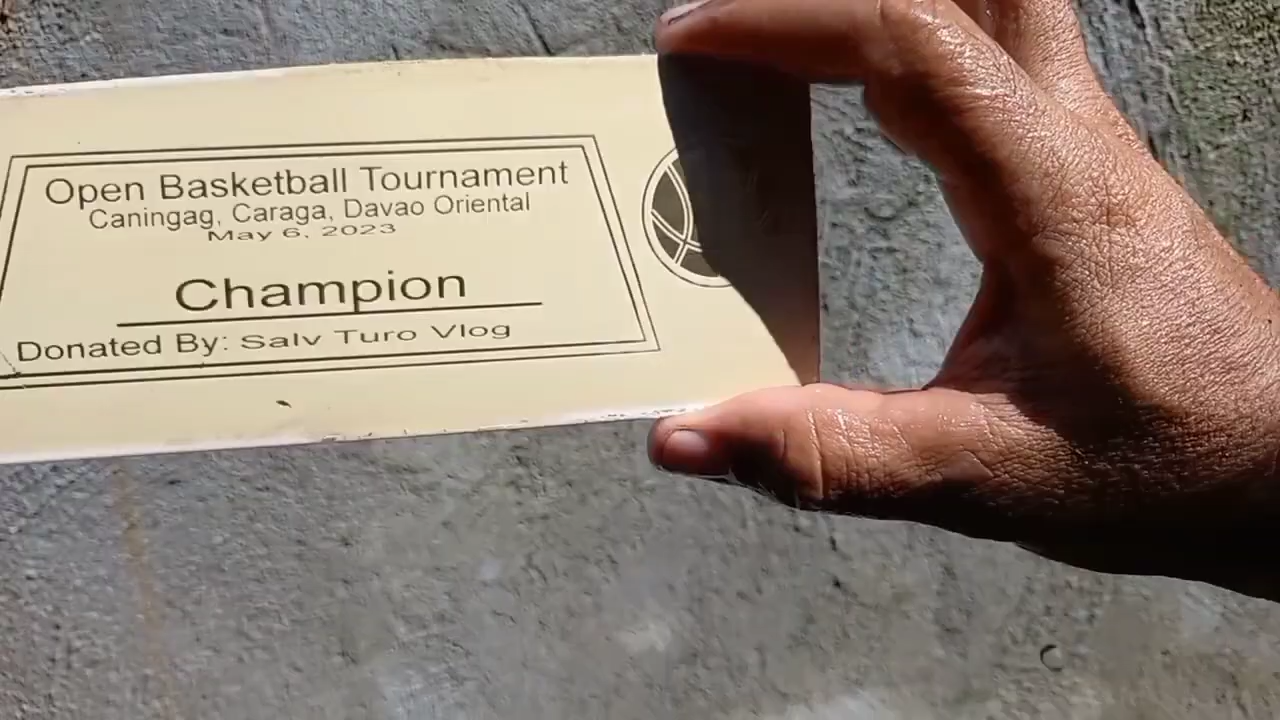 Open Basketball Tournament
Caningag, Caraga, Davao Oriental
May 6, 2023
Champion
Donated By: Salv Turo Vlog